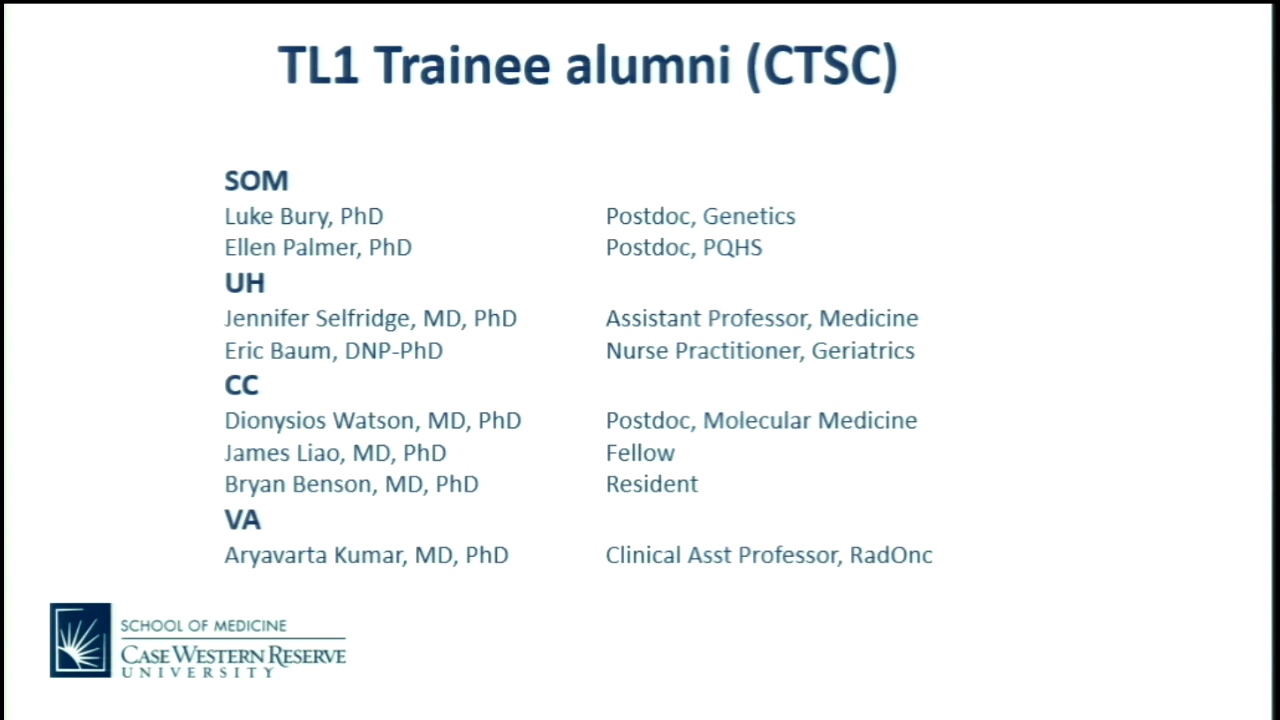 TL1 Trainee alumni (CTSC)
SOM
Luke Bury, PhD Postdoc, Genetics
Ellen Palmer, PhD Postdoc, PQHS
UH
Jennifer Selfridge, MD, PhD Assistant Professor, Medicine
Eric Baum, DNP-PhD Nurse Practitioner, Geriatrics
CC
Dionysios Watson, MD, PhD Postdoc, Molecular Medicine
James Liao, MD, PhD Fellow
Bryan Benson, MD, PhD Resident
VA
Aryavarta Kumar, MD, PhD Clinical Asst Professor, RadOnc
SCHOOL OF MEDICINE
CASE WESTERN RESERVE
UNIVERSITY